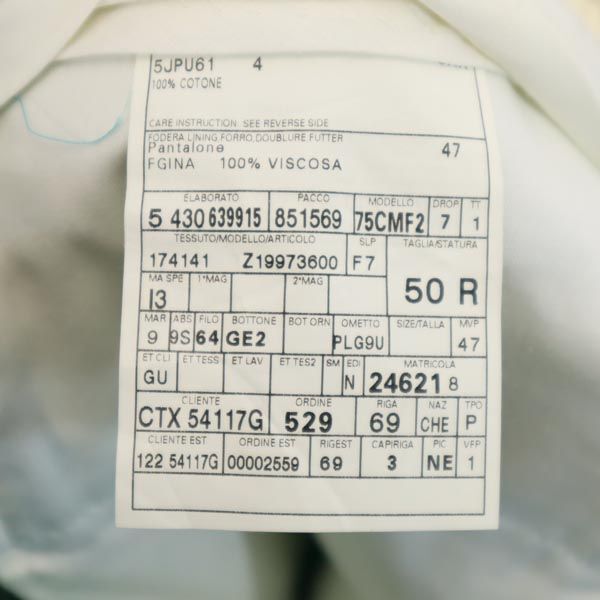 5JPU61 4
100% COTONE
CARE INSTRUCTION SEE REVERSE SIDE
FODERA LINING,FORRO,DOUBLURE FUTTER
Pantalone 47
FGINA 100% VISCOSA
ELABORATO PACCO MODELLO DROP TT
5 430 639915 851569 75CMF2 7 1
TESSUTO/MODELLO/ARTICOLO SLP TAGLIA/STATURA
174141 Z19973600 F7
50 R
MA SPE 1*MAG 2*MAG
I3
MAR ABS FILO BOTTONE BOT ORN OMETTO SIZE/TALLA MVP
9 9S 64 GE2 PLG9U 47
ET CLI ET TESS ET LAV ET TES2 SM EDI MATRICOLA
GU N 24621 8
CLIENTE ORDINE RIGA NAZ TPO
CTX 54117G 529 69 CHE P
CLIENTE EST ORDINE EST RIGEST CAPIRIGA PIC VFP
122 54117G 00002559 69 3 NE 1